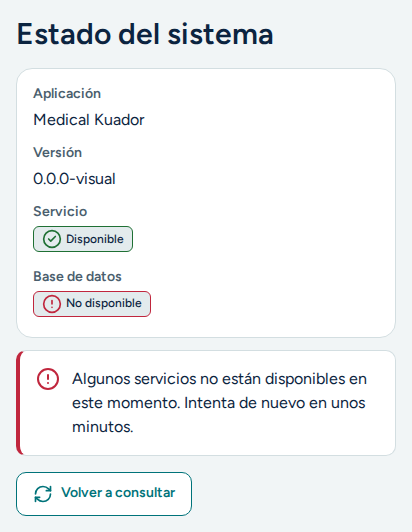 Estado del sistema
Aplicación
Medical Kuador
Versión
0.0.0-visual
Servicio
Disponible
Base de datos
No disponible
Algunos servicios no están disponibles en
este momento. Intenta de nuevo en unos
minutos.
Volver a consultar